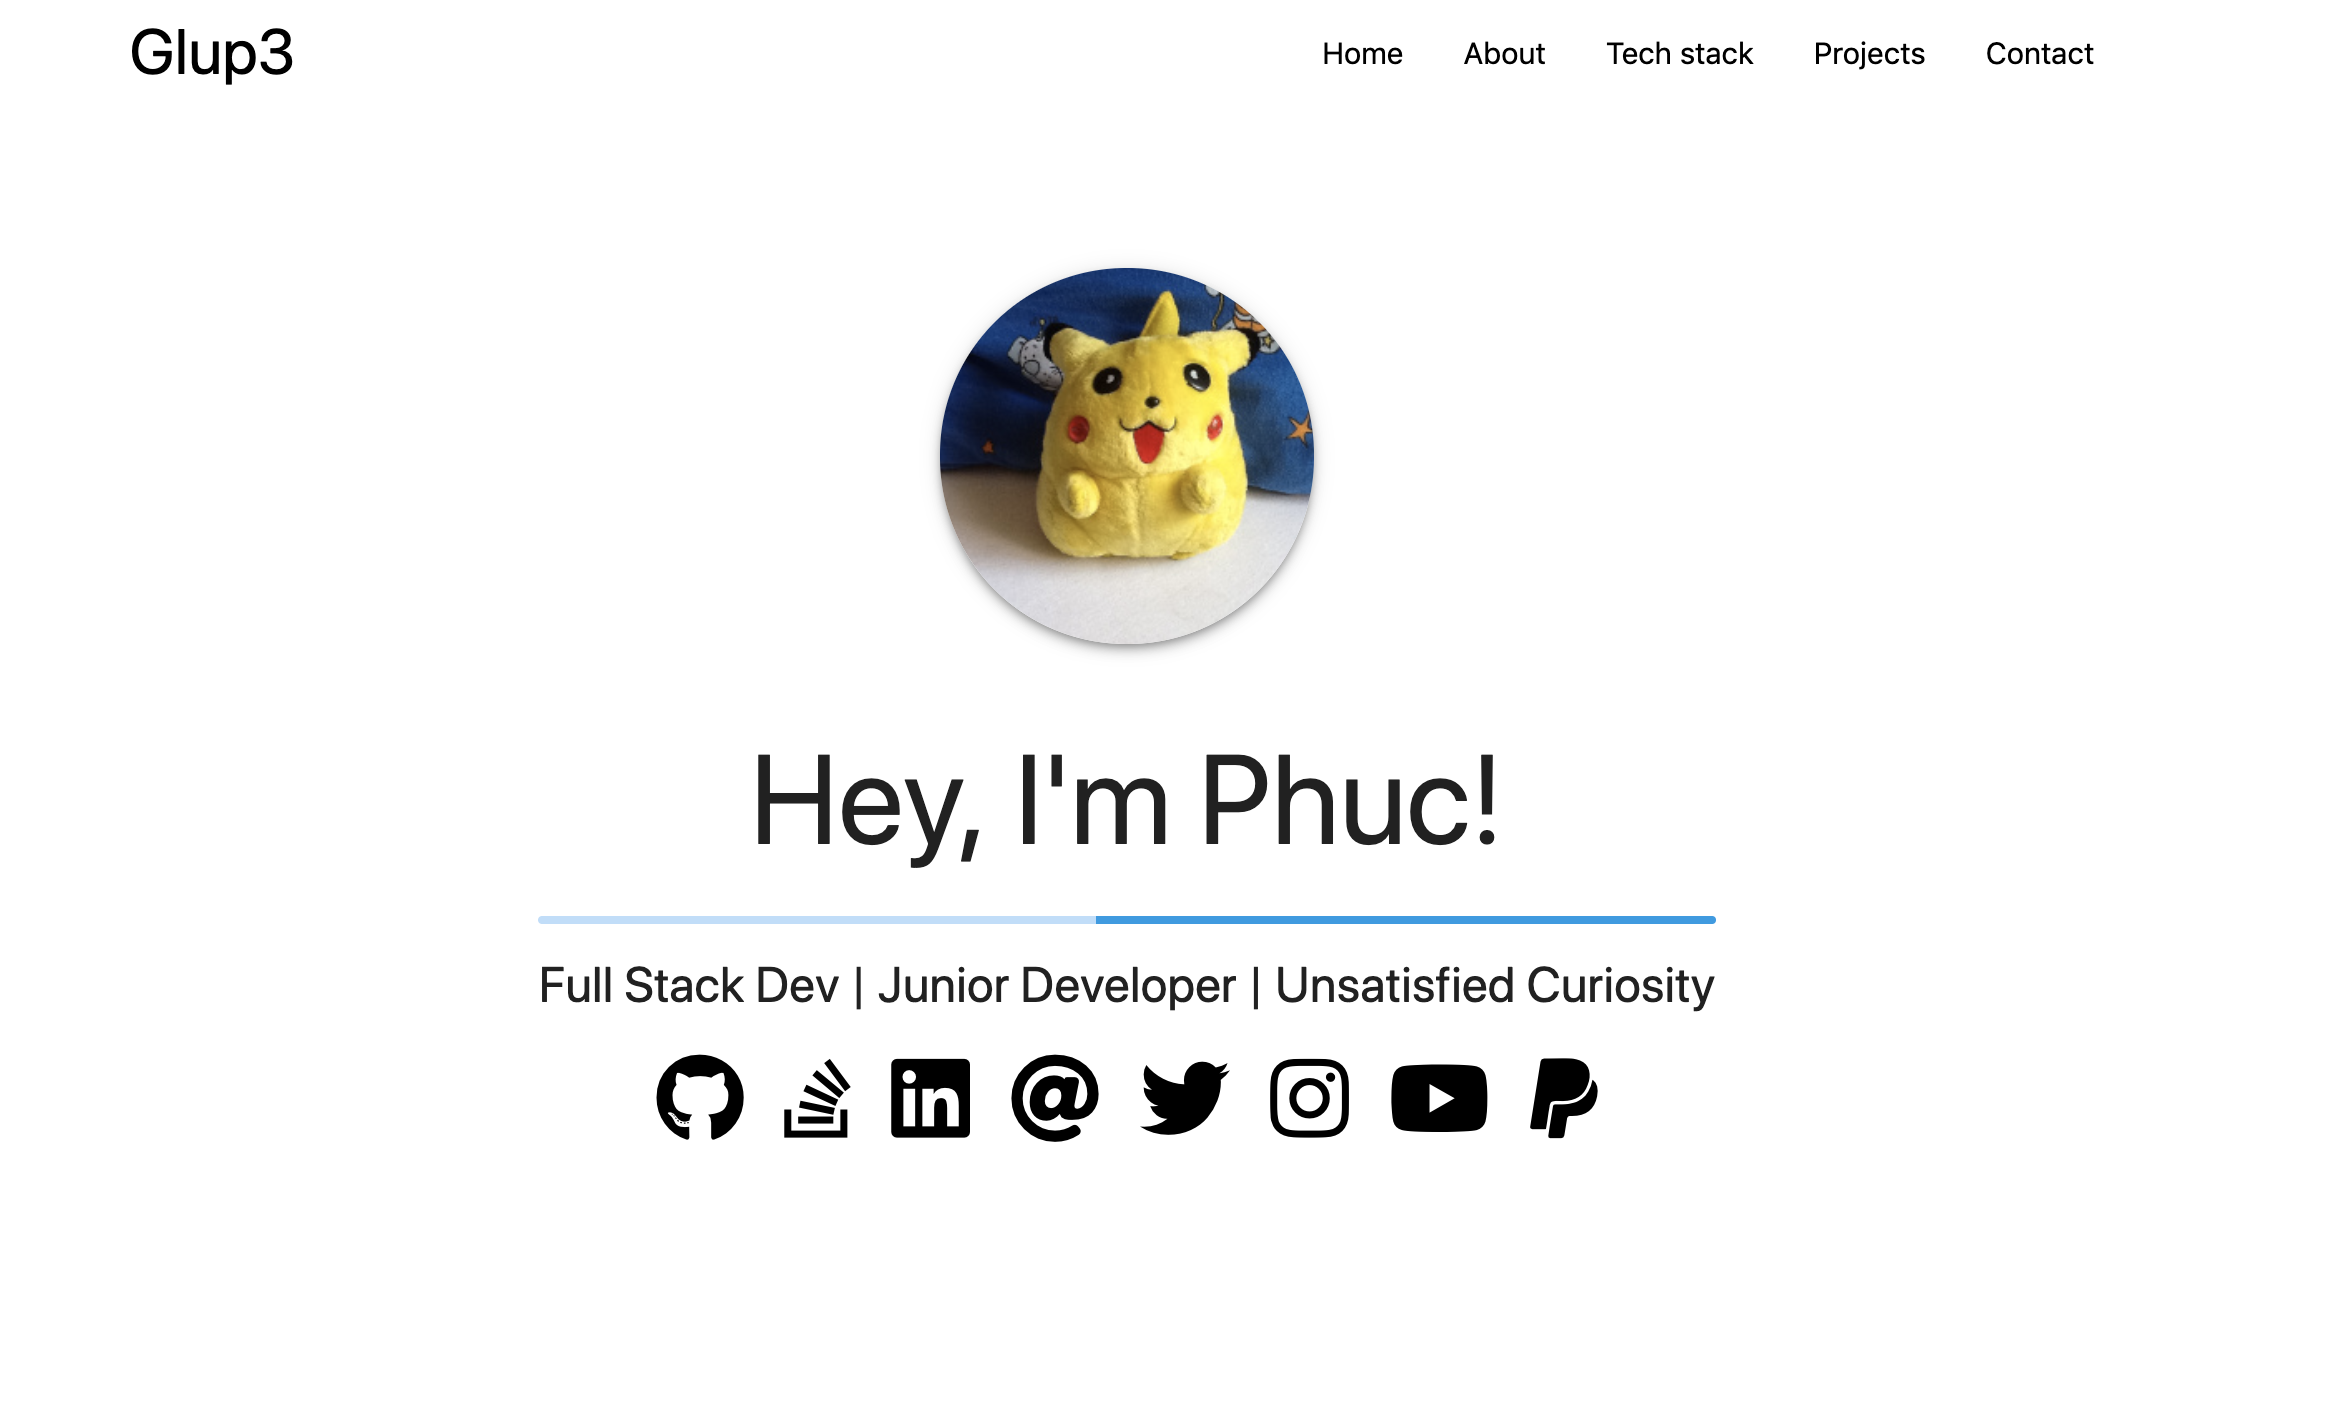 Glup3
Home About Tech stack Projects Contact
Hey, I'm Phuc!
Full Stack Dev | Junior Developer | Unsatisfied Curiosity